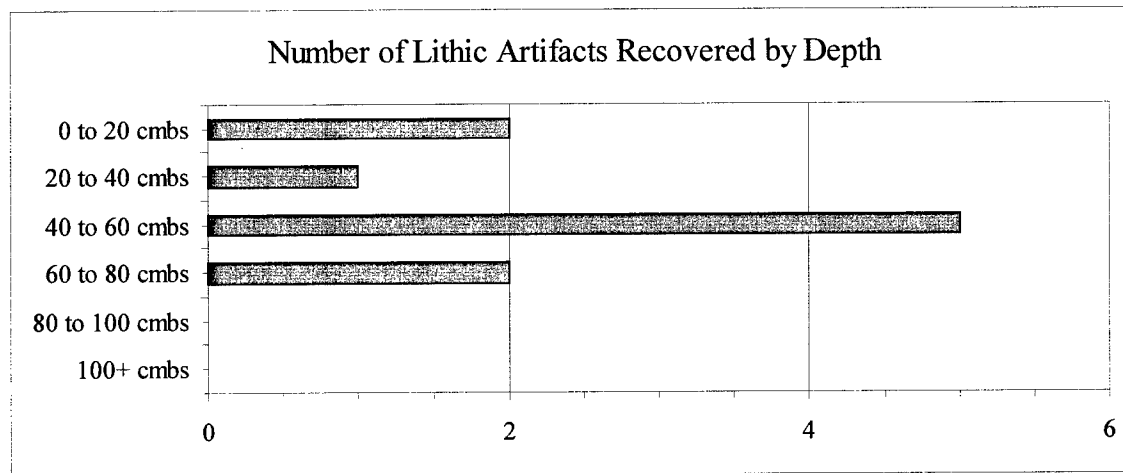 Number of Lithic Artifacts Recovered by Depth
0 to 20 cmbs
20 to 40 cmbs
40 to 60 cmbs
60 to 80 cmbs
80 to 100 cmbs
100+ cmbs
0 2 4 6